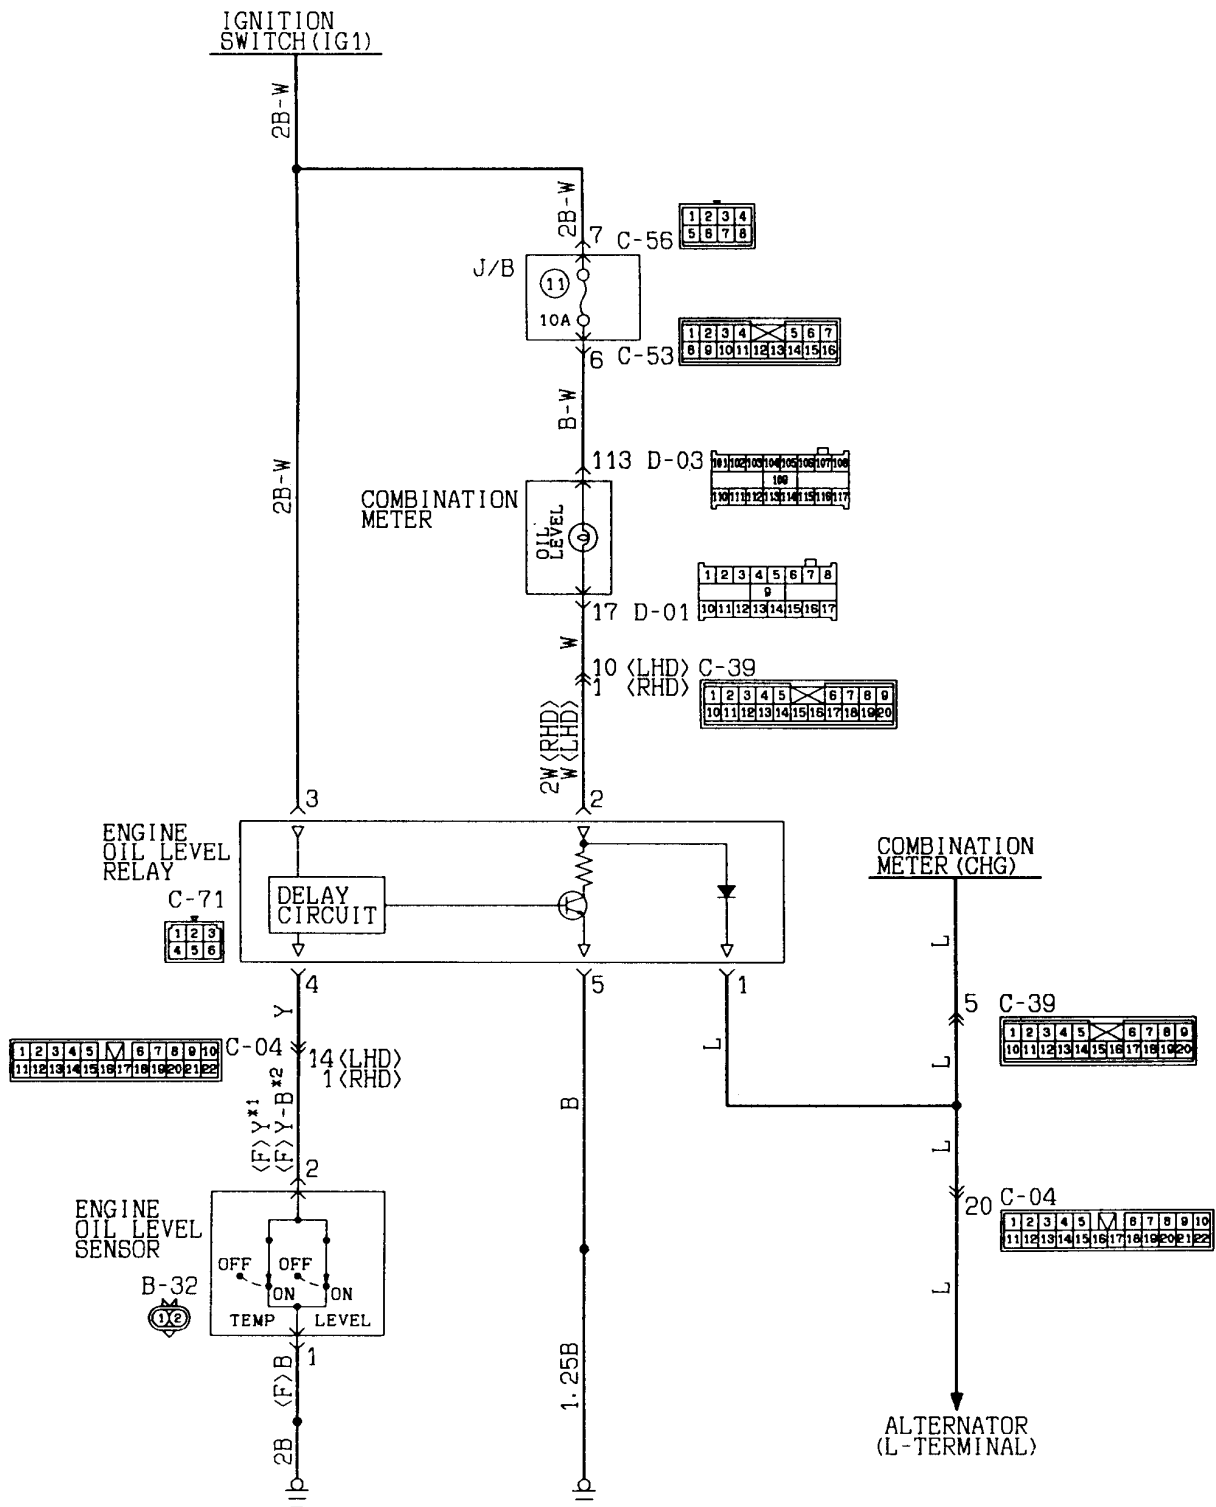 IGNITION
SWITCH(IG1)
2B-W
2B-W
7
C-56
1 2 3 4
5 6 7 8
J/B
11
10A
6
C-53
1 2 3 4 5 6 7
8 9 10 11 12 13 14 15 16
B-W
2B-W
113
D-03
101 102 103 104 105 106 107 108
109
110 111 112 113 114 115 116 117
COMBINATION
METER
OIL
LEVEL
17
D-01
1 2 3 4 5 6 7 8
9
10 11 12 13 14 15 16 17
W
10 〈LHD〉 C-39
1 〈RHD〉
1 2 3 4 5 6 7 8 9
10 11 12 13 14 15 16 17 18 19 20
2W〈RHD〉
W〈LHD〉
3
2
ENGINE
OIL LEVEL
RELAY
C-71
1 2 3
4 5 6
DELAY
CIRCUIT
COMBINATION
METER(CHG)
L
4
5
1
5
C-39
1 2 3 4 5 6 7 8 9
10 11 12 13 14 15 16 17 18 19 20
Y
L
L
1 2 3 4 5 6 7 8 9 10
11 12 13 14 15 16 17 18 19 20 21 22
C-04
14〈LHD〉
1〈RHD〉
〈F〉Y*1
〈F〉Y-B*2
B
L
2
20
C-04
1 2 3 4 5 6 7 8 9 10
11 12 13 14 15 16 17 18 19 20 21 22
ENGINE
OIL LEVEL
SENSOR
B-32
1 2
OFF
OFF
ON
ON
TEMP
LEVEL
L
1
〈F〉B
1.25B
2B
ALTERNATOR
(L-TERMINAL)